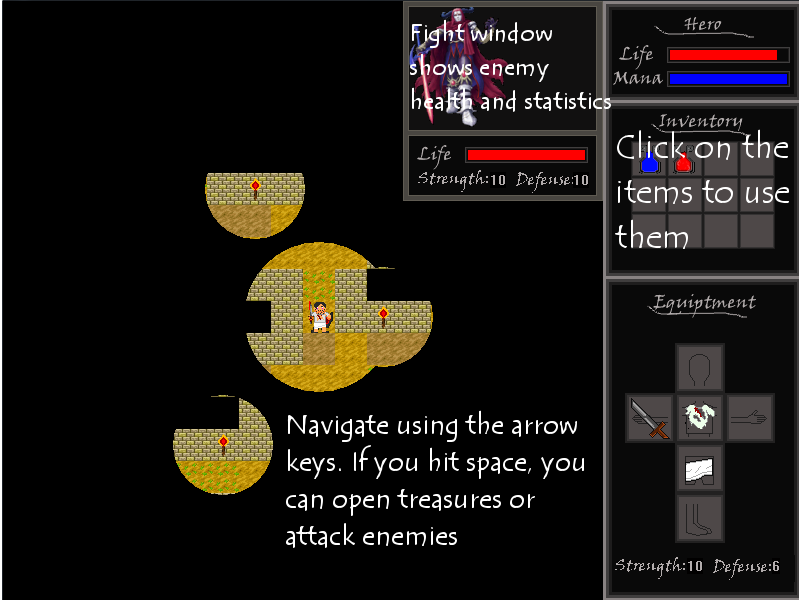 Fight window
shows enemy
health and statistics
Life
Strength:10 Defense:10
Hero
Life
Mana
Inventory
Click on the
items to use
them
Equiptment
Strength:10 Defense:6
Navigate using the arrow
keys. If you hit space, you
can open treasures or
attack enemies